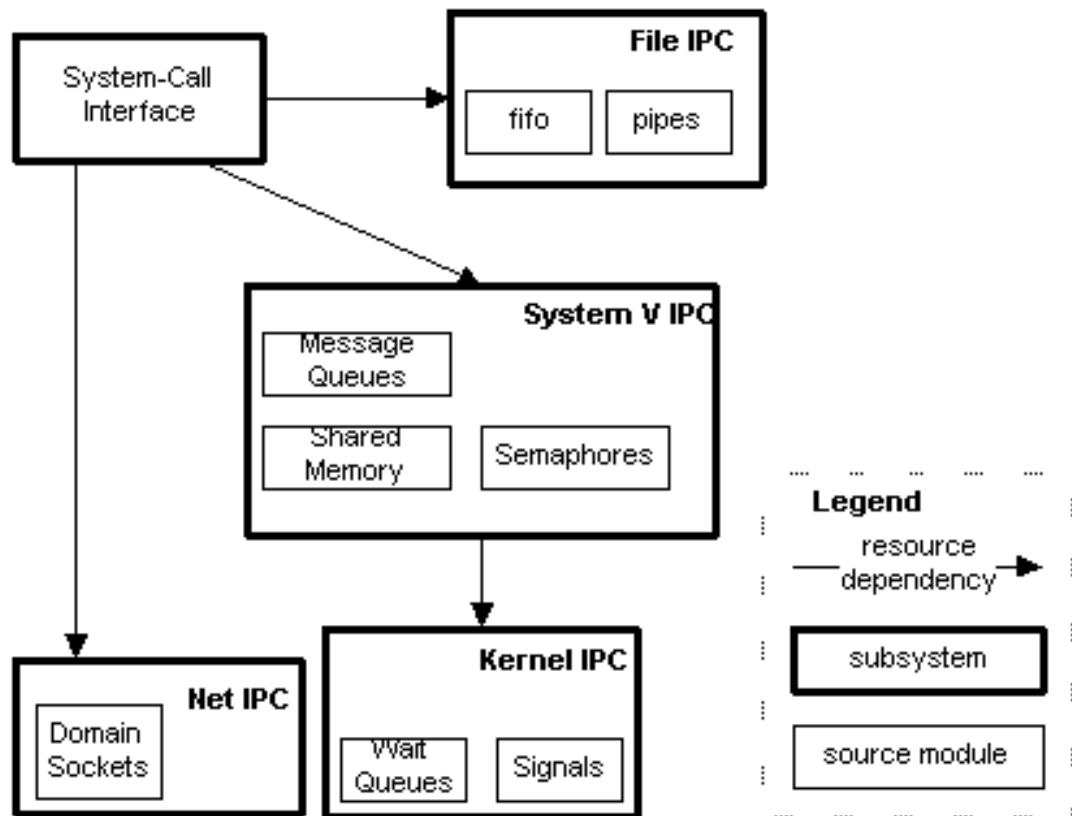 System-Call
Interface
File IPC
fifo
pipes
System V IPC
Message
Queues
Shared
Memory
Semaphores
Net IPC
Domain
Sockets
Kernel IPC
Wait
Queues
Signals
Legend
resource
dependency
subsystem
source module